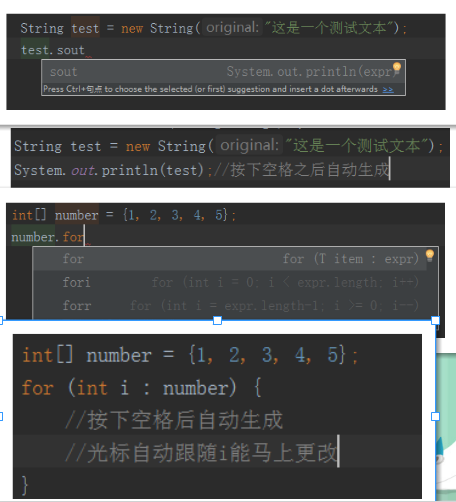 String test = new String( original: "这是一个测试文本");
test.sout
sout System.out.println(expr)
Press Ctrl+句点 to choose the selected (or first) suggestion and insert a dot afterwards >>
String test = new String( original: "这是一个测试文本");
System.out.println(test);//按下空格之后自动生成
int[] number = {1, 2, 3, 4, 5};
number.for
for for (T item : expr)
fori for (int i = 0; i < expr.length; i++)
forr for (int i = expr.length-1; i >= 0; i--)
int[] number = {1, 2, 3, 4, 5};
for (int i : number) {
//按下空格后自动生成
//光标自动跟随i能马上更改
}